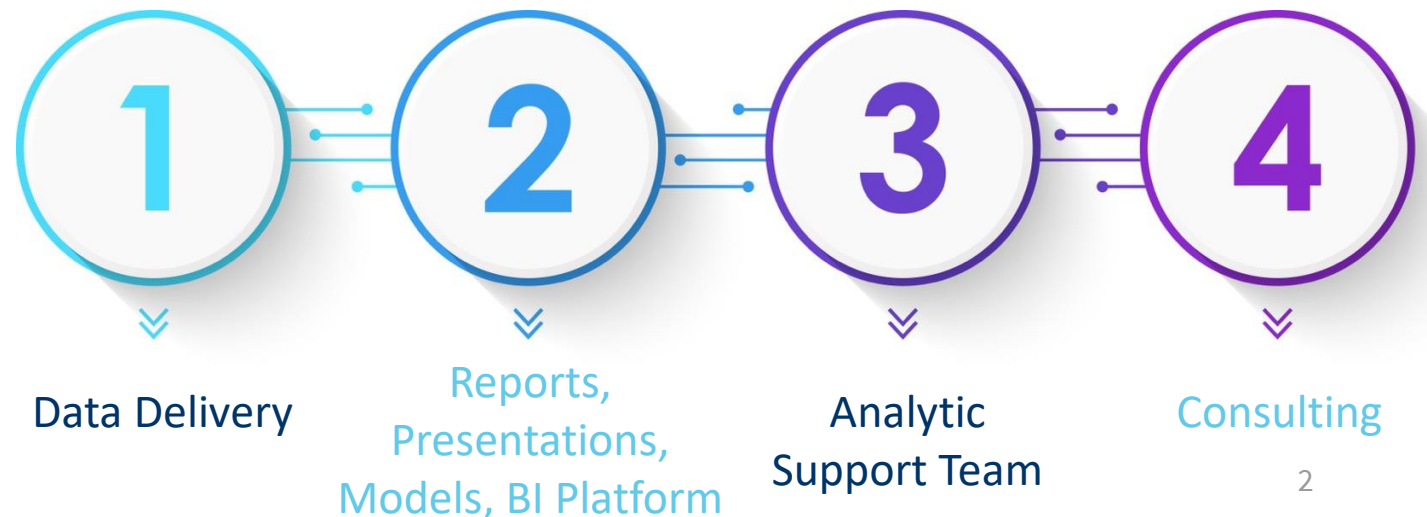 1
2
3
4
Data Delivery
Reports,
Presentations,
Models, BI Platform
Analytic
Support Team
Consulting
2